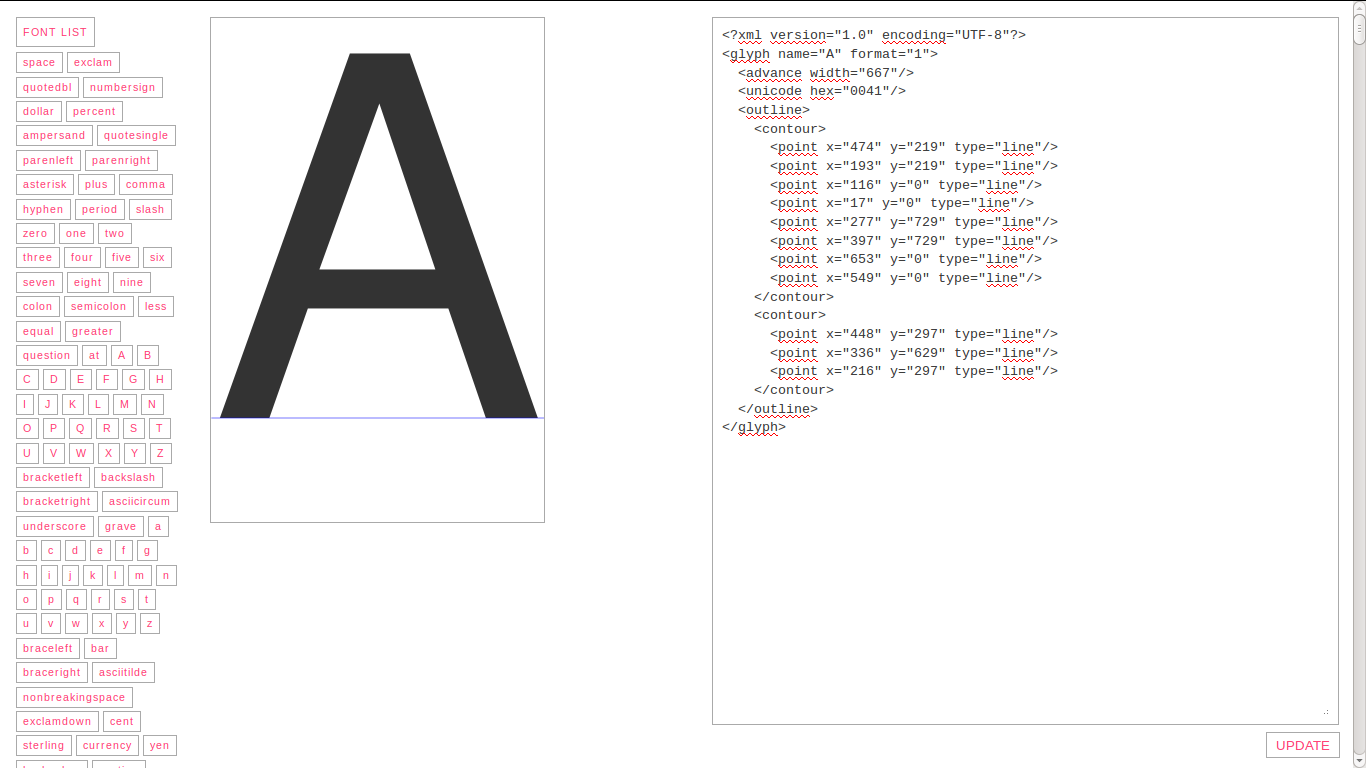 FONT LIST
space exclam
quotedbl numbersign
dollar percent
ampersand quotesingle
parenleft parenright
asterisk plus comma
hyphen period slash
zero one two
three four five six
seven eight nine
colon semicolon less
equal greater
question at A B
C D E F G H
I J K L M N
O P Q R S T
U V W X Y Z
bracketleft backslash
bracketright asciicircum
underscore grave a
b c d e f g
h i j k l m n
o p q r s t
u v w x y z
braceleft bar
braceright asciitilde
nonbreakingspace
exclamdown cent
sterling currency yen
A
<?xml version="1.0" encoding="UTF-8"?>
<glyph name="A" format="1">
  <advance width="667"/>
  <unicode hex="0041"/>
  <outline>
    <contour>
      <point x="474" y="219" type="line"/>
      <point x="193" y="219" type="line"/>
      <point x="116" y="0" type="line"/>
      <point x="17" y="0" type="line"/>
      <point x="277" y="729" type="line"/>
      <point x="397" y="729" type="line"/>
      <point x="653" y="0" type="line"/>
      <point x="549" y="0" type="line"/>
    </contour>
    <contour>
      <point x="448" y="297" type="line"/>
      <point x="336" y="629" type="line"/>
      <point x="216" y="297" type="line"/>
    </contour>
  </outline>
</glyph>
UPDATE